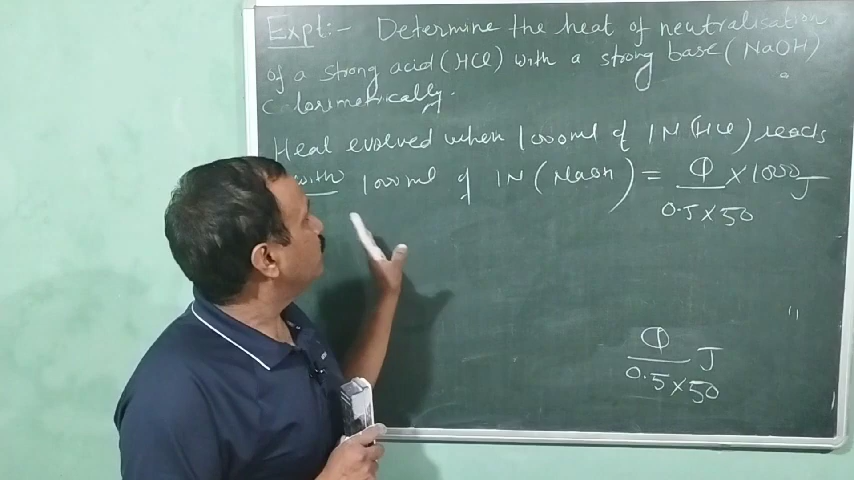 Expt:- Determine the heat of neutralisation
of a strong acid (HCl) with a strong base (NaOH)
Calorimetrically.
Heat evolved when 1000ml of 1N (HCl) reacts
with 1000ml of 1N (NaOH) = Q × 1000 J
0.5 × 50
Q J
0.5 × 50